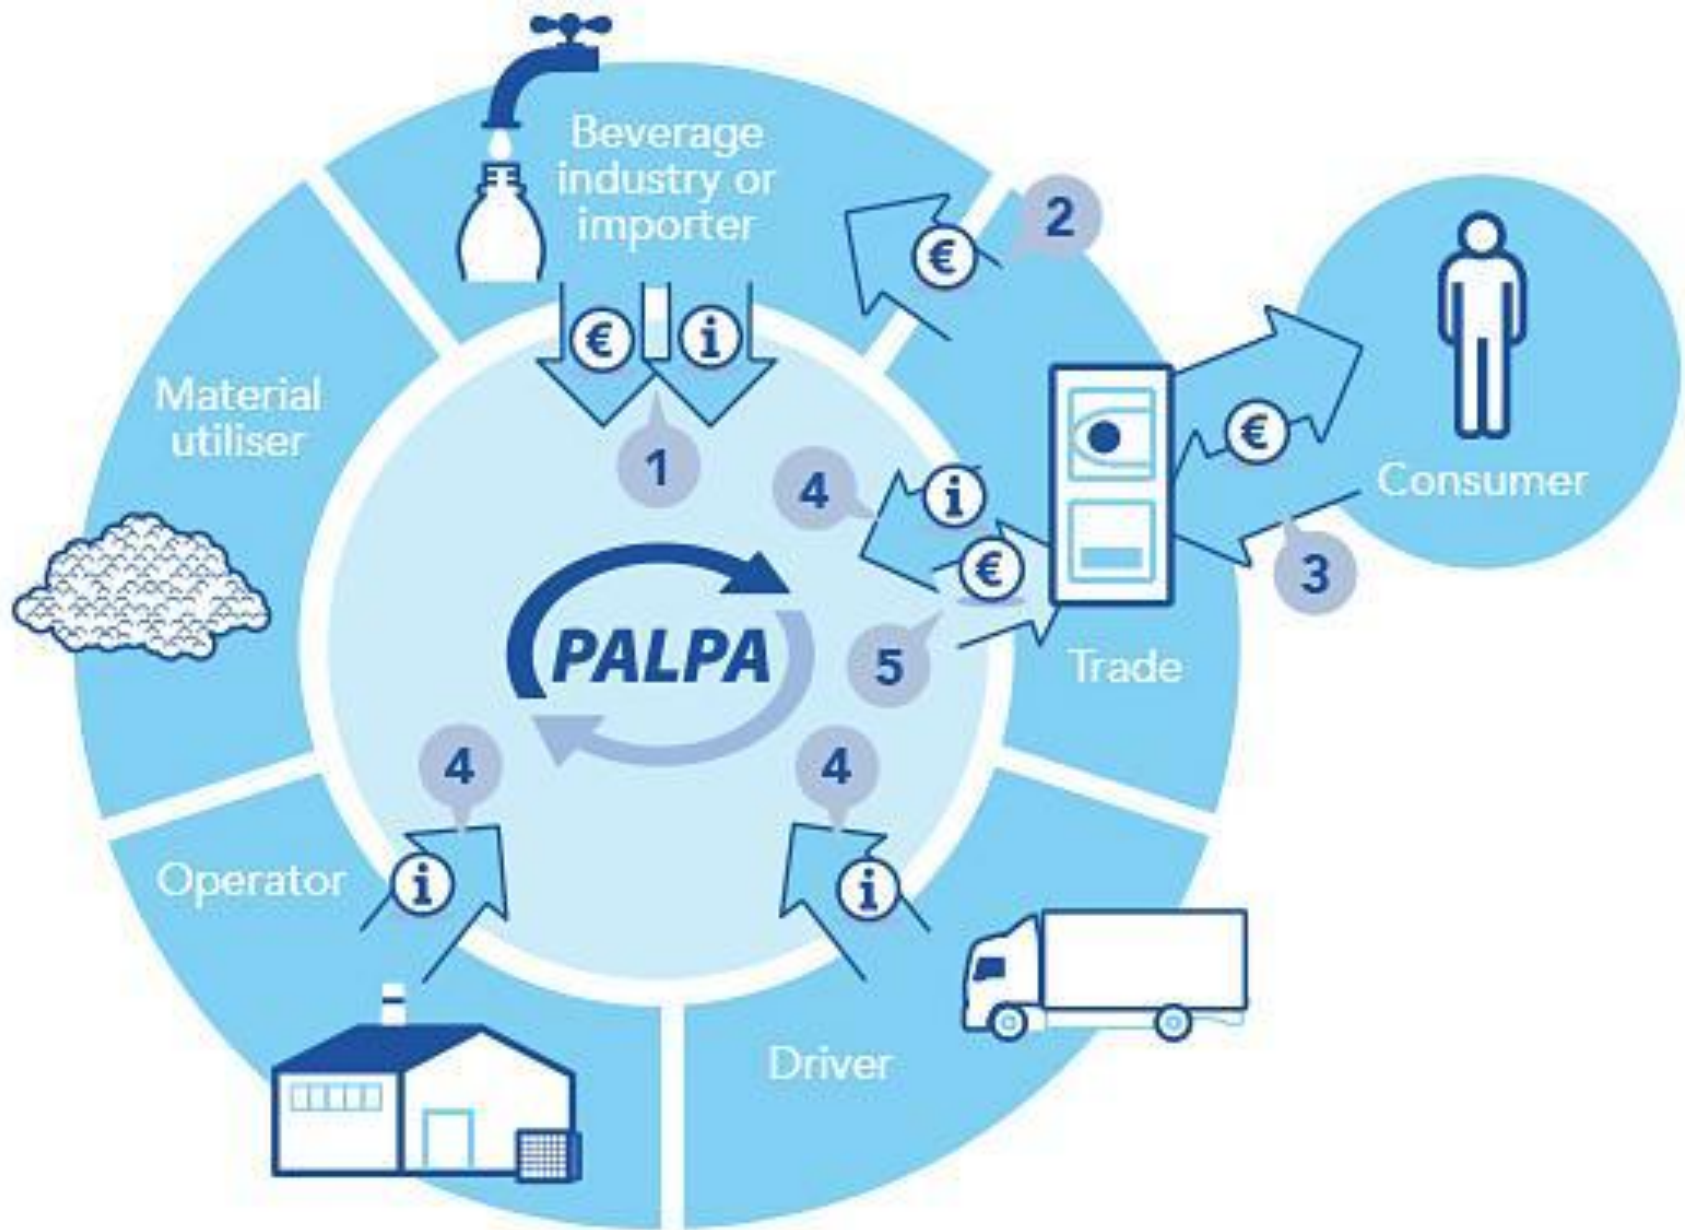 Beverage
industry or
importer
2
€
€
i
Material
utiliser
1
4
i
€
Consumer
€
3
PALPA
5
Trade
4
4
Operator
i
i
Driver